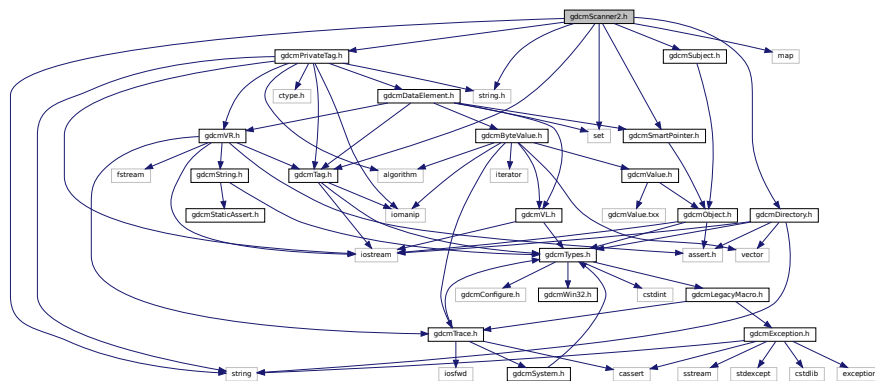 gdcmScanner2.h
gdcmPrivateTag.h
gdcmSubject.h
map
ctype.h
gdcmDataElement.h
string.h
gdcmVR.h
gdcmByteValue.h
set
gdcmSmartPointer.h
fstream
gdcmString.h
gdcmTag.h
algorithm
iterator
gdcmValue.h
gdcmStaticAssert.h
iomanip
gdcmVL.h
gdcmValue.txx
gdcmObject.h
gdcmDirectory.h
iostream
gdcmTypes.h
assert.h
vector
gdcmConfigure.h
gdcmWin32.h
cstdint
gdcmLegacyMacro.h
gdcmTrace.h
gdcmException.h
string
iosfwd
gdcmSystem.h
cassert
sstream
stdexcept
cstdlib
exception